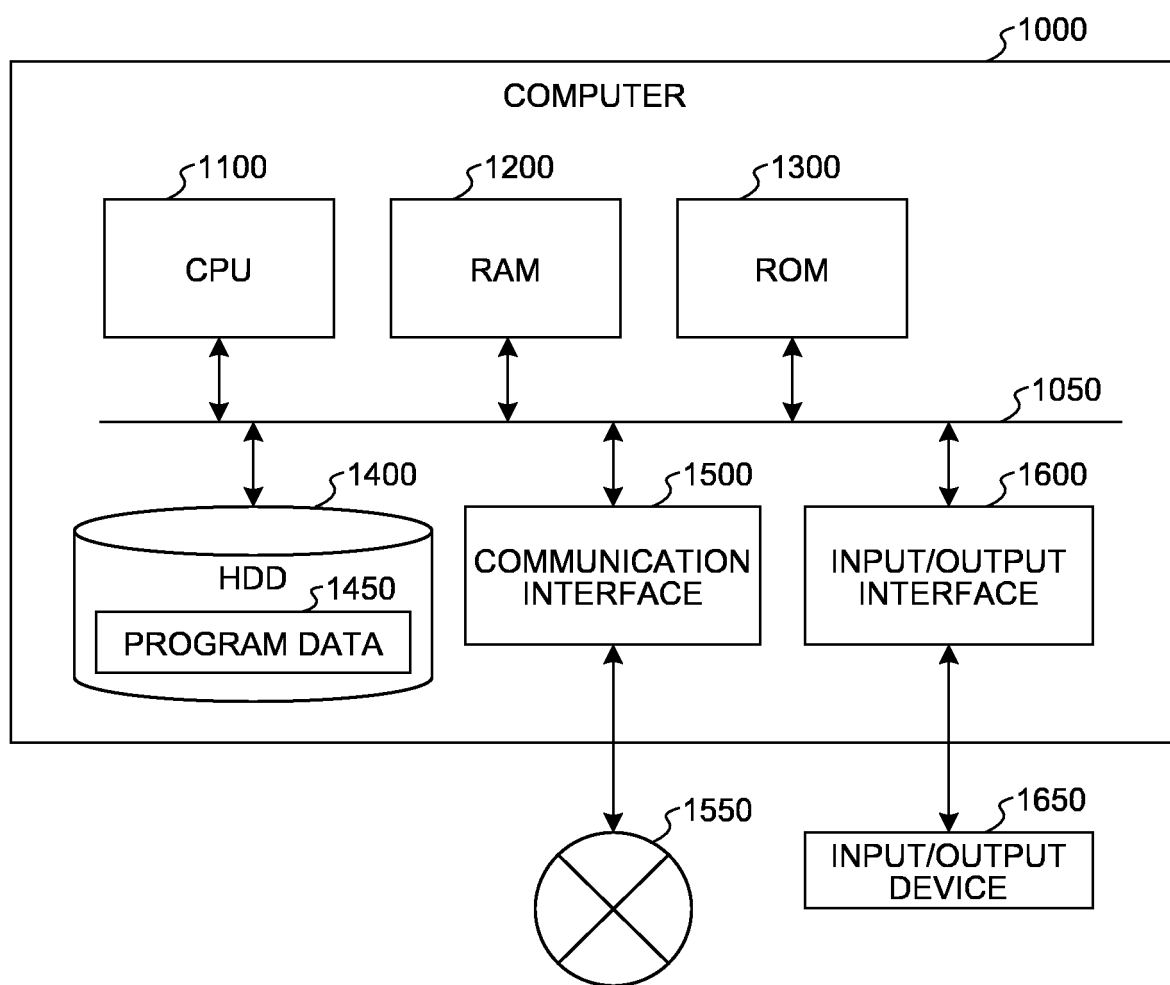 1000
COMPUTER
1100
1200
1300
CPU
RAM
ROM
1050
1400
1500
1600
HDD
1450
PROGRAM DATA
COMMUNICATION
INTERFACE
INPUT/OUTPUT
INTERFACE
1550
1650
INPUT/OUTPUT
DEVICE